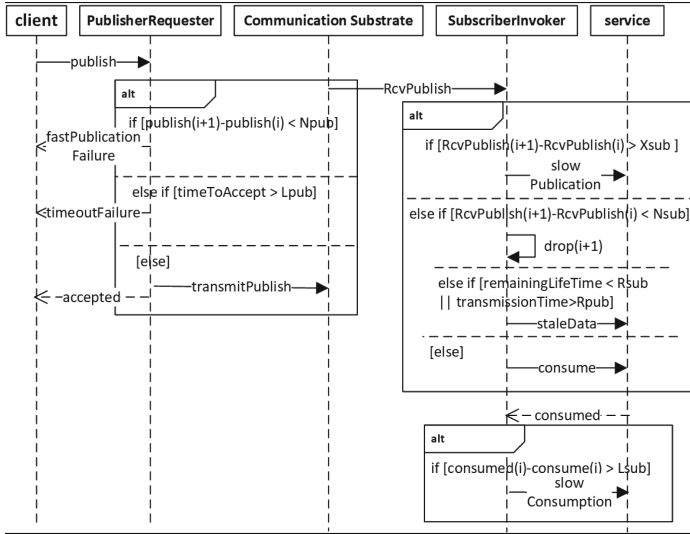 client
PublisherRequester
Communication Substrate
SubscriberInvoker
service
publish
alt
if [publish(i+1)-publish(i) < Npub]
fastPublication
Failure
else if [timeToAccept > Lpub]
timeoutFailure
[else]
transmitPublish
accepted
RcvPublish
alt
if [RcvPublish(i+1)-RcvPublish(i) > Xsub ]
slow
Publication
else if [RcvPublish(i+1)-RcvPublish(i) < Nsub]
drop(i+1)
else if [remainingLifeTime < Rsub
|| transmissionTime>Rpub]
staleData
[else]
consume
consumed
alt
if [consumed(i)-consume(i) > Lsub]
slow
Consumption